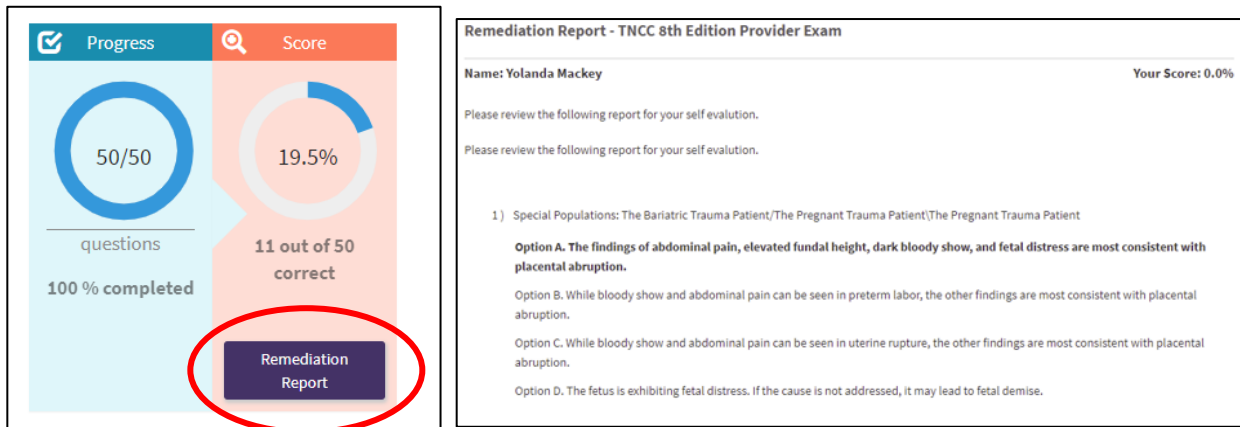 Progress
Score
50/50
19.5%
questions
100 % completed
11 out of 50
correct
Remediation
Report
Remediation Report - TNCC 8th Edition Provider Exam
Name: Yolanda Mackey
Your Score: 0.0%
Please review the following report for your self evalution.
Please review the following report for your self evalution.
1 ) Special Populations: The Bariatric Trauma Patient/The Pregnant Trauma Patient\The Pregnant Trauma Patient
Option A. The findings of abdominal pain, elevated fundal height, dark bloody show, and fetal distress are most consistent with
placental abruption.
Option B. While bloody show and abdominal pain can be seen in preterm labor, the other findings are most consistent with placental
abruption.
Option C. While bloody show and abdominal pain can be seen in uterine rupture, the other findings are most consistent with placental
abruption.
Option D. The fetus is exhibiting fetal distress. If the cause is not addressed, it may lead to fetal demise.